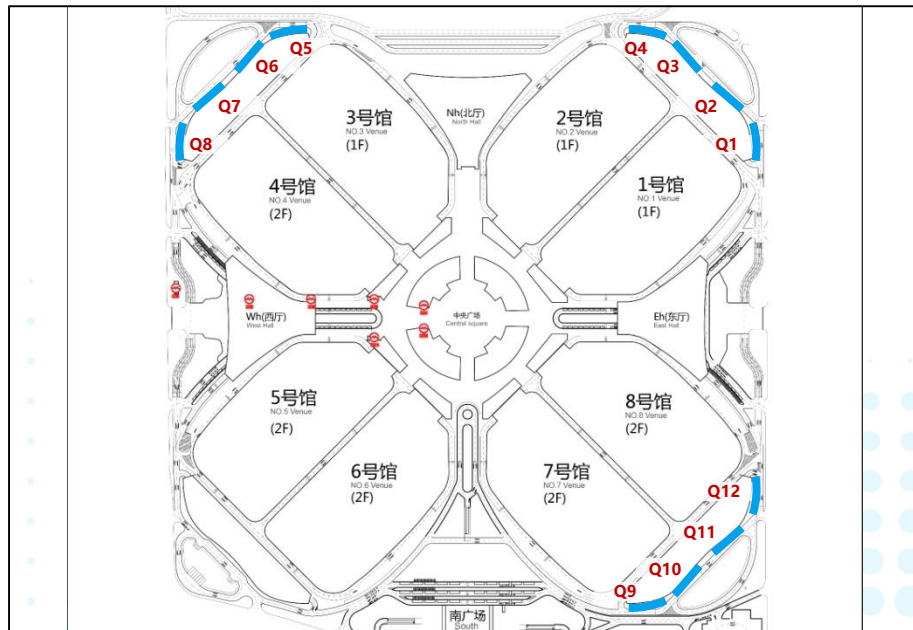 Q5
Q6
Q7
Q8
Q4
Q3
Q2
Q1
3号馆
NO.3 Venue
(1F)
Nh(北厅)
North Hall
2号馆
NO.2 Venue
(1F)
4号馆
NO.4 Venue
(2F)
1号馆
NO.1 Venue
(1F)
Wh(西厅)
West Hall
中央广场
Central square
Eh(东厅)
East Hall
5号馆
NO.5 Venue
(2F)
8号馆
NO.8 Venue
(2F)
6号馆
NO.6 Venue
(2F)
7号馆
NO.7 Venue
(2F)
Q12
Q11
Q10
Q9
南广场
South